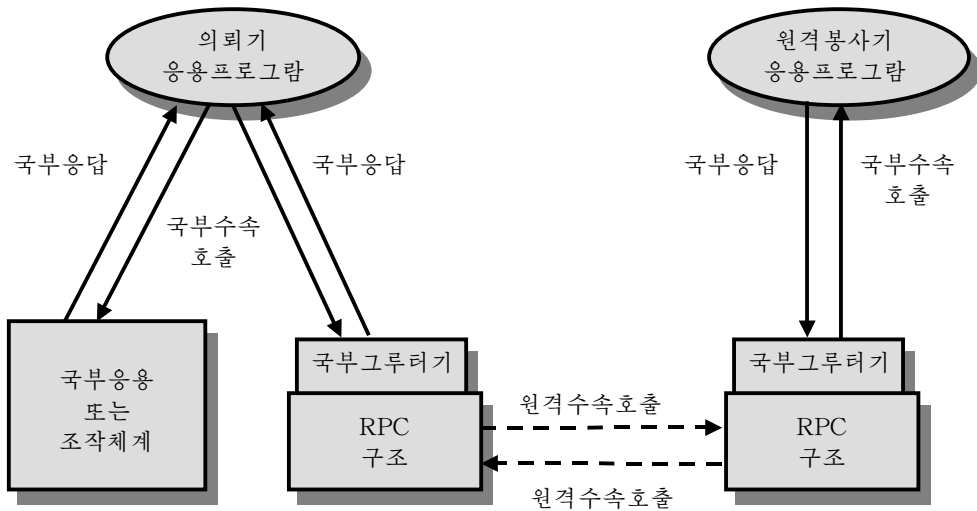 의뢰기
응용프로그람
원격봉사기
응용프로그람
국부응답
국부응답
국부응답
국부수속
호출
국부수속
호출
국부응용
또는
조작체계
국부그루터기
RPC
구조
원격수속호출
원격수속호출
국부그루터기
RPC
구조